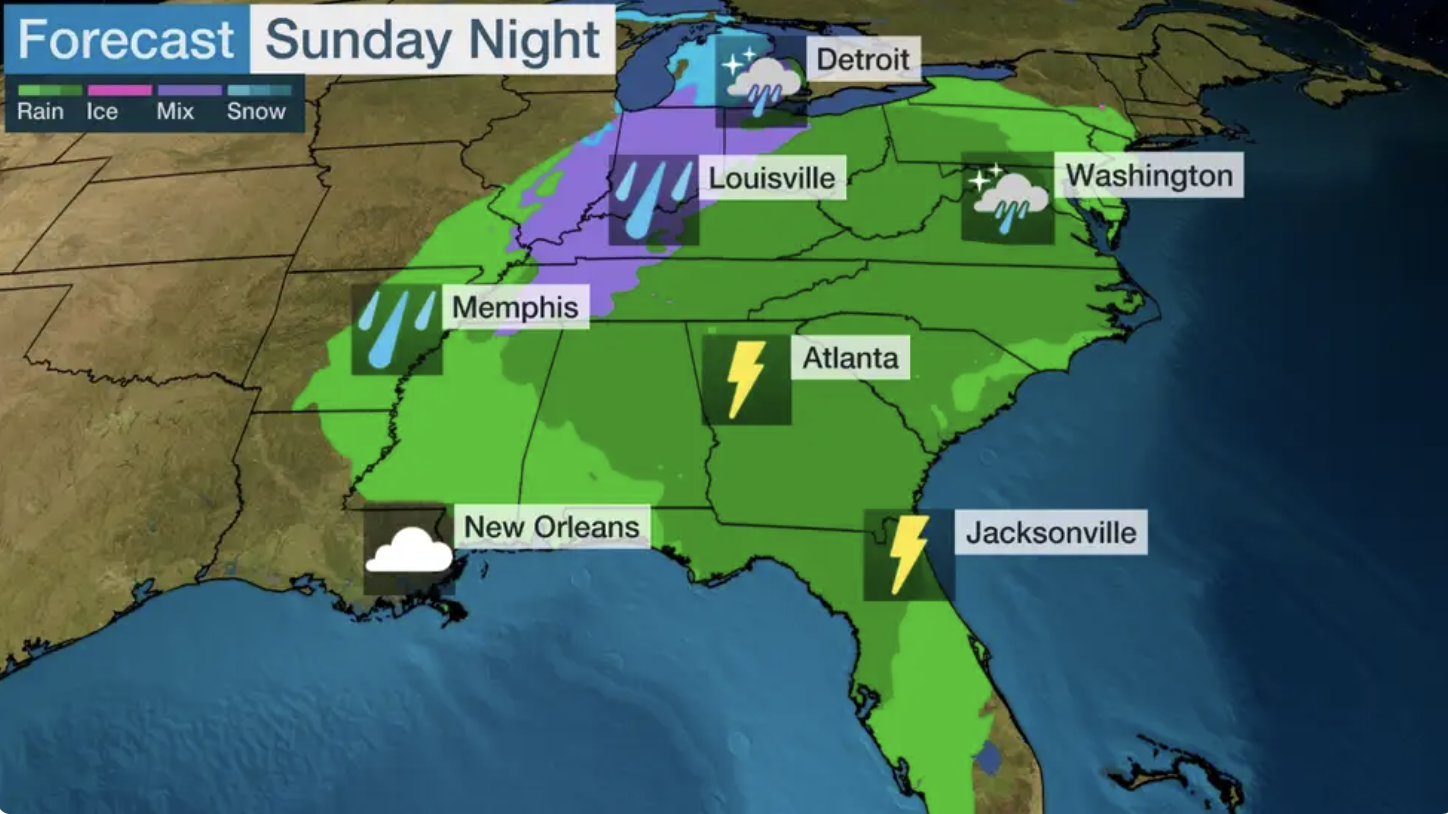 Forecast Sunday Night
Rain Ice Mix Snow
Detroit
Louisville
Washington
Memphis
Atlanta
New Orleans
Jacksonville